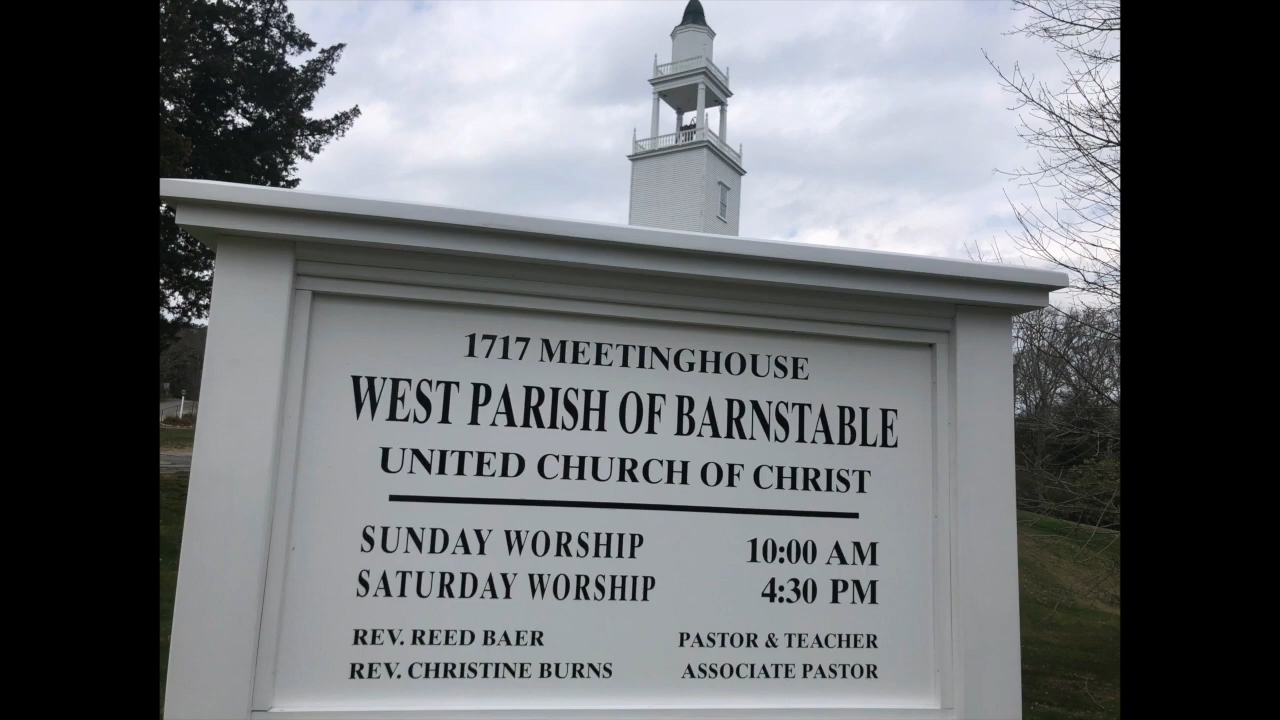 1717 MEETINGHOUSE
WEST PARISH OF BARNSTABLE
UNITED CHURCH OF CHRIST
SUNDAY WORSHIP 10:00 AM
SATURDAY WORSHIP 4:30 PM
REV. REED BAER PASTOR & TEACHER
REV. CHRISTINE BURNS ASSOCIATE PASTOR